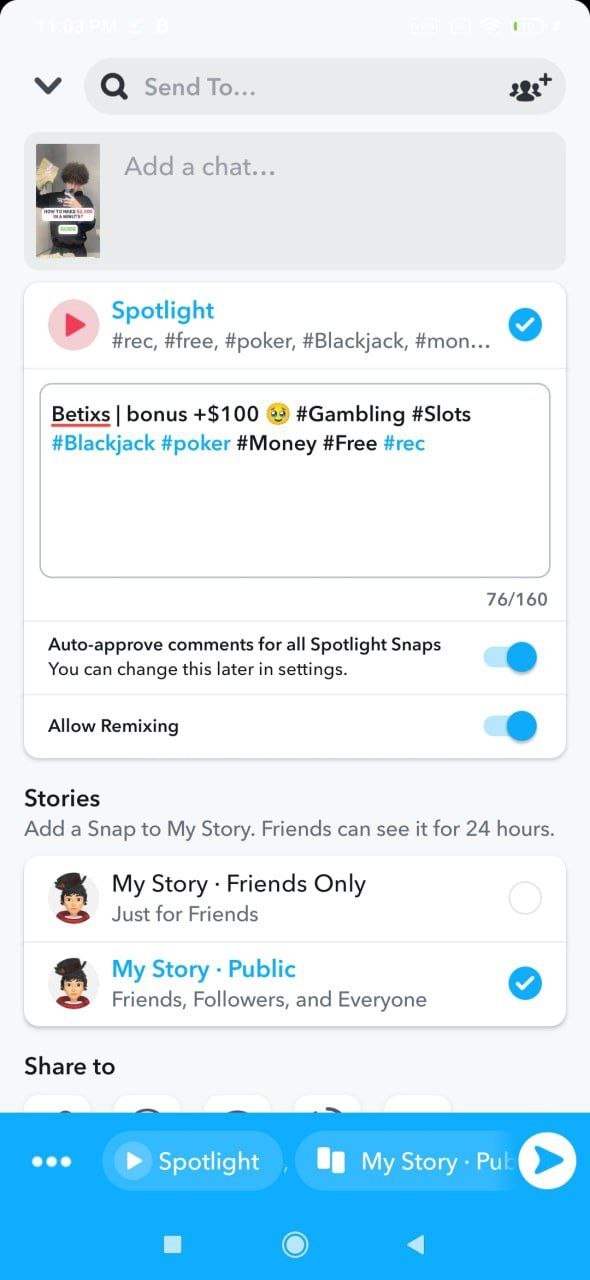 11:03 PM
Send To...
Add a chat...
HOW TO MAKE $3,500
IN A MINUTE?
Spotlight
#rec, #free, #poker, #Blackjack, #mon...
Betixs | bonus +$100 🥹 #Gambling #Slots
#Blackjack #poker #Money #Free #rec
76/160
Auto-approve comments for all Spotlight Snaps
You can change this later in settings.
Allow Remixing
Stories
Add a Snap to My Story. Friends can see it for 24 hours.
My Story · Friends Only
Just for Friends
My Story · Public
Friends, Followers, and Everyone
Share to
Spotlight , My Story · Pub